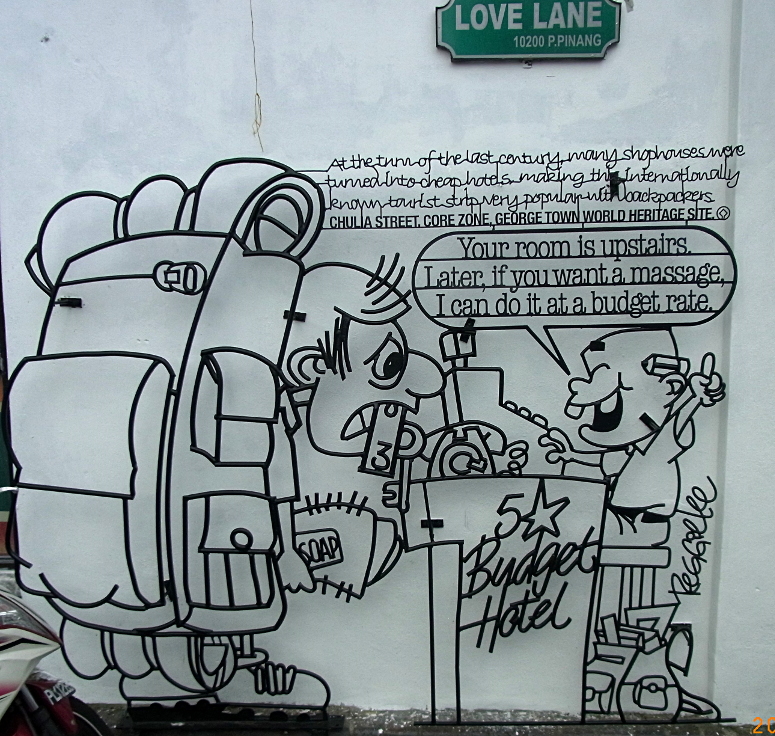 LOVE LANE
10200 P.PINANG
At the turn of the last century, many shophouses were
turned into cheap hotels making this internationally
known tourist strip very popular with backpackers.
CHULIA STREET, CORE ZONE, GEORGE TOWN WORLD HERITAGE SITE.
Your room is upstairs.
Later, if you want a massage,
I can do it at a budget rate.
3
SOAP
5★
Budget
Hotel
Reggie Lee